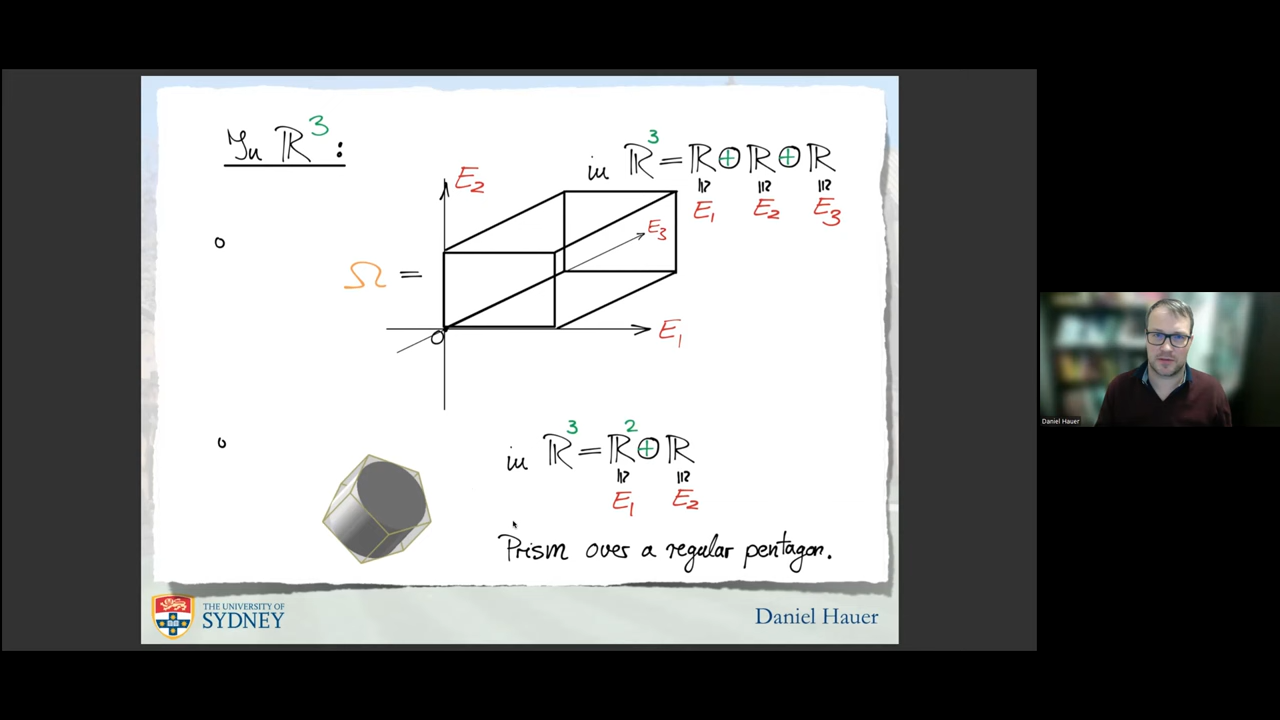 In ℝ³:
in ℝ³ = ℝ ⊕ ℝ ⊕ ℝ
E₁ E₂ E₃
E₂
E₃
Ω =
0
E₁
in ℝ³ = ℝ² ⊕ ℝ
E₁ E₂
Prism over a regular pentagon.
THE UNIVERSITY OF
SYDNEY
Daniel Hauer
Daniel Hauer